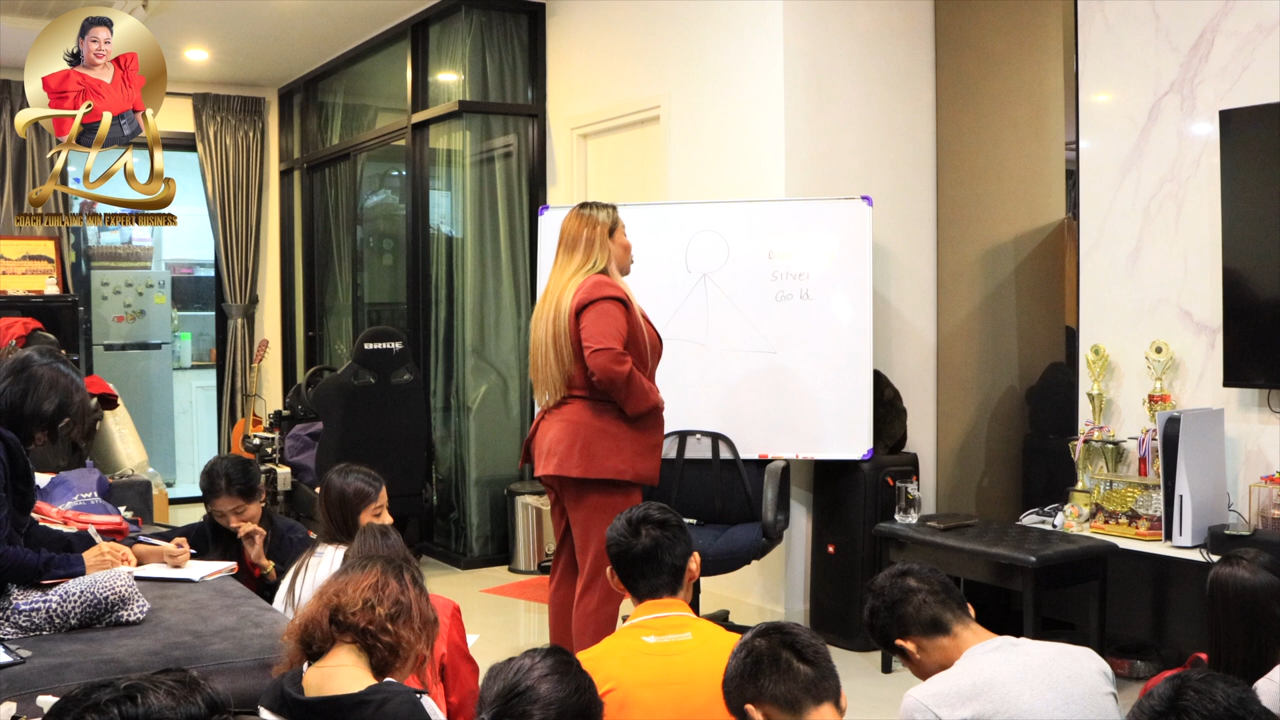 ZW
COACH ZUHLAING WIN EXPERT BUSINESS
BRIDE
Silver
Gold